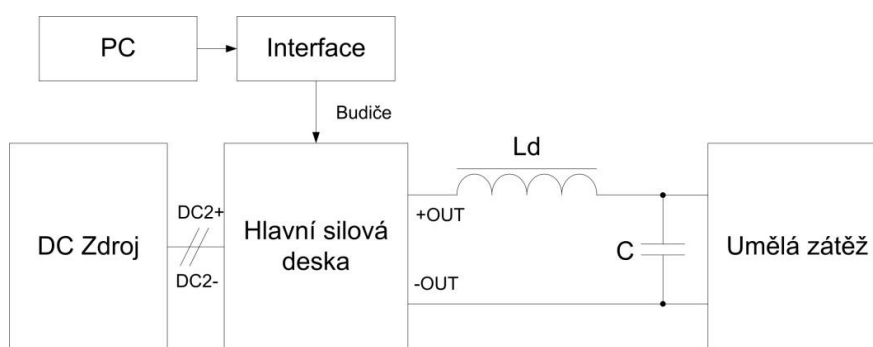 PC
Interface
Budiče
Ld
DC2+
+OUT
DC Zdroj
Hlavní silová
deska
C
Umělá zátěž
DC2-
-OUT